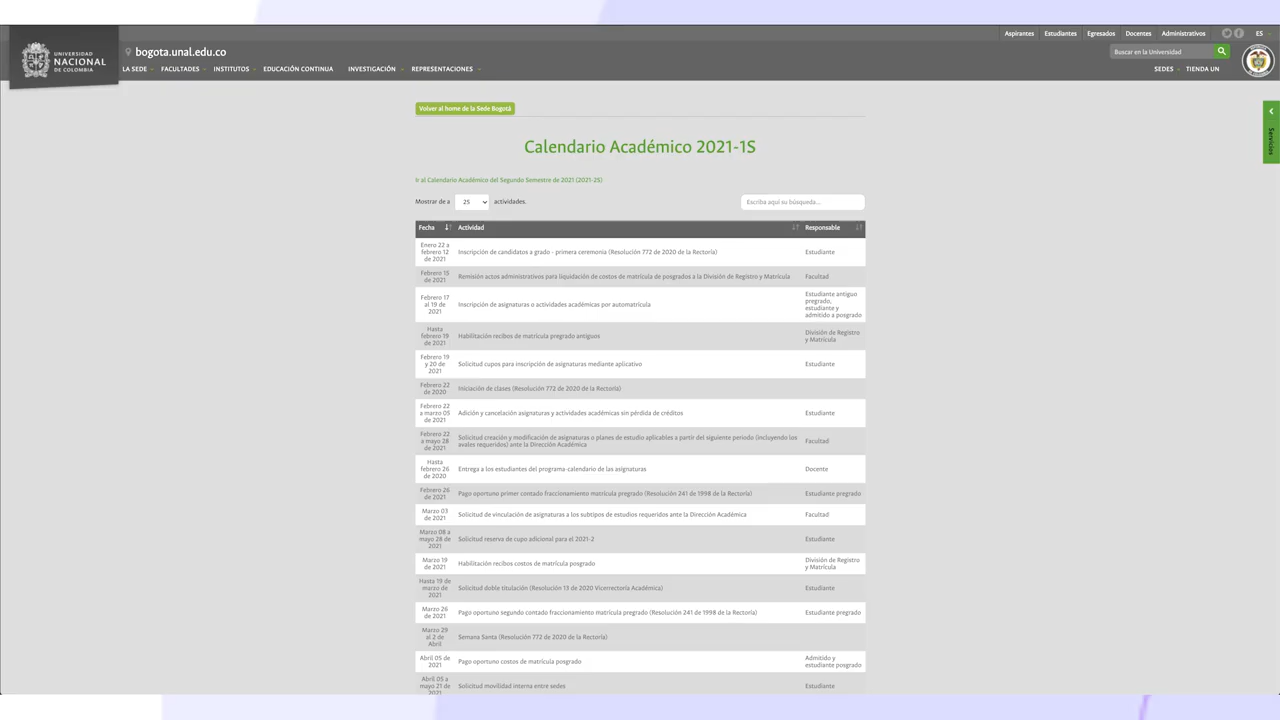 Aspirantes Estudiantes Egresados Docentes Administrativos ES
UNIVERSIDAD
NACIONAL
DE COLOMBIA
bogota.unal.edu.co
Buscar en la Universidad
LA SEDE FACULTADES INSTITUTOS EDUCACIÓN CONTINUA INVESTIGACIÓN REPRESENTACIONES SEDES TIENDA UN
Volver al home de la Sede Bogotá
Servicios
Calendario Académico 2021-1S
Ir al Calendario Académico del Segundo Semestre de 2021 (2021-2S)
Mostrar de a 25 actividades.
Escriba aquí su búsqueda...
Fecha Actividad Responsable
Enero 22 a
febrero 12
de 2021
Inscripción de candidatos a grado - primera ceremonia (Resolución 772 de 2020 de la Rectoría)
Estudiante
Febrero 15
de 2021
Remisión actos administrativos para liquidación de costos de matrícula de posgrados a la División de Registro y Matrícula
Facultad
Febrero 17
al 19 de
2021
Inscripción de asignaturas o actividades académicas por automatrícula
Estudiante antiguo
pregrado,
estudiante y
admitido a posgrado
Hasta
febrero 19
de 2021
Habilitación recibos de matrícula pregrado antiguos
División de Registro
y Matrícula
Febrero 19
y 20 de
2021
Solicitud cupos para inscripción de asignaturas mediante aplicativo
Estudiante
Febrero 22
de 2020
Iniciación de clases (Resolución 772 de 2020 de la Rectoría)
Febrero 22
a marzo 05
de 2021
Adición y cancelación asignaturas y actividades académicas sin pérdida de créditos
Estudiante
Febrero 22
a mayo 28
de 2021
Solicitud creación y modificación de asignaturas o planes de estudio aplicables a partir del siguiente periodo (incluyendo los
avales requeridos) ante la Dirección Académica
Facultad
Hasta
febrero 26
de 2020
Entrega a los estudiantes del programa-calendario de las asignaturas
Docente
Febrero 26
de 2021
Pago oportuno primer contado fraccionamiento matrícula pregrado (Resolución 241 de 1998 de la Rectoría)
Estudiante pregrado
Marzo 03
de 2021
Solicitud de vinculación de asignaturas a los subtipos de estudios requeridos ante la Dirección Académica
Facultad
Marzo 08 a
mayo 28 de
2021
Solicitud reserva de cupo adicional para el 2021-2
Estudiante
Marzo 19
de 2021
Habilitación recibos costos de matrícula posgrado
División de Registro
y Matrícula
Hasta 19 de
marzo de
2021
Solicitud doble titulación (Resolución 13 de 2020 Vicerrectoría Académica)
Estudiante
Marzo 26
de 2021
Pago oportuno segundo contado fraccionamiento matrícula pregrado (Resolución 241 de 1998 de la Rectoría)
Estudiante pregrado
Marzo 29
al 2 de
Abril
Semana Santa (Resolución 772 de 2020 de la Rectoría)
Abril 05 de
2021
Pago oportuno costos de matrícula posgrado
Admitido y
estudiante posgrado
Abril 05 a
mayo 21 de
2021
Solicitud movilidad interna entre sedes
Estudiante